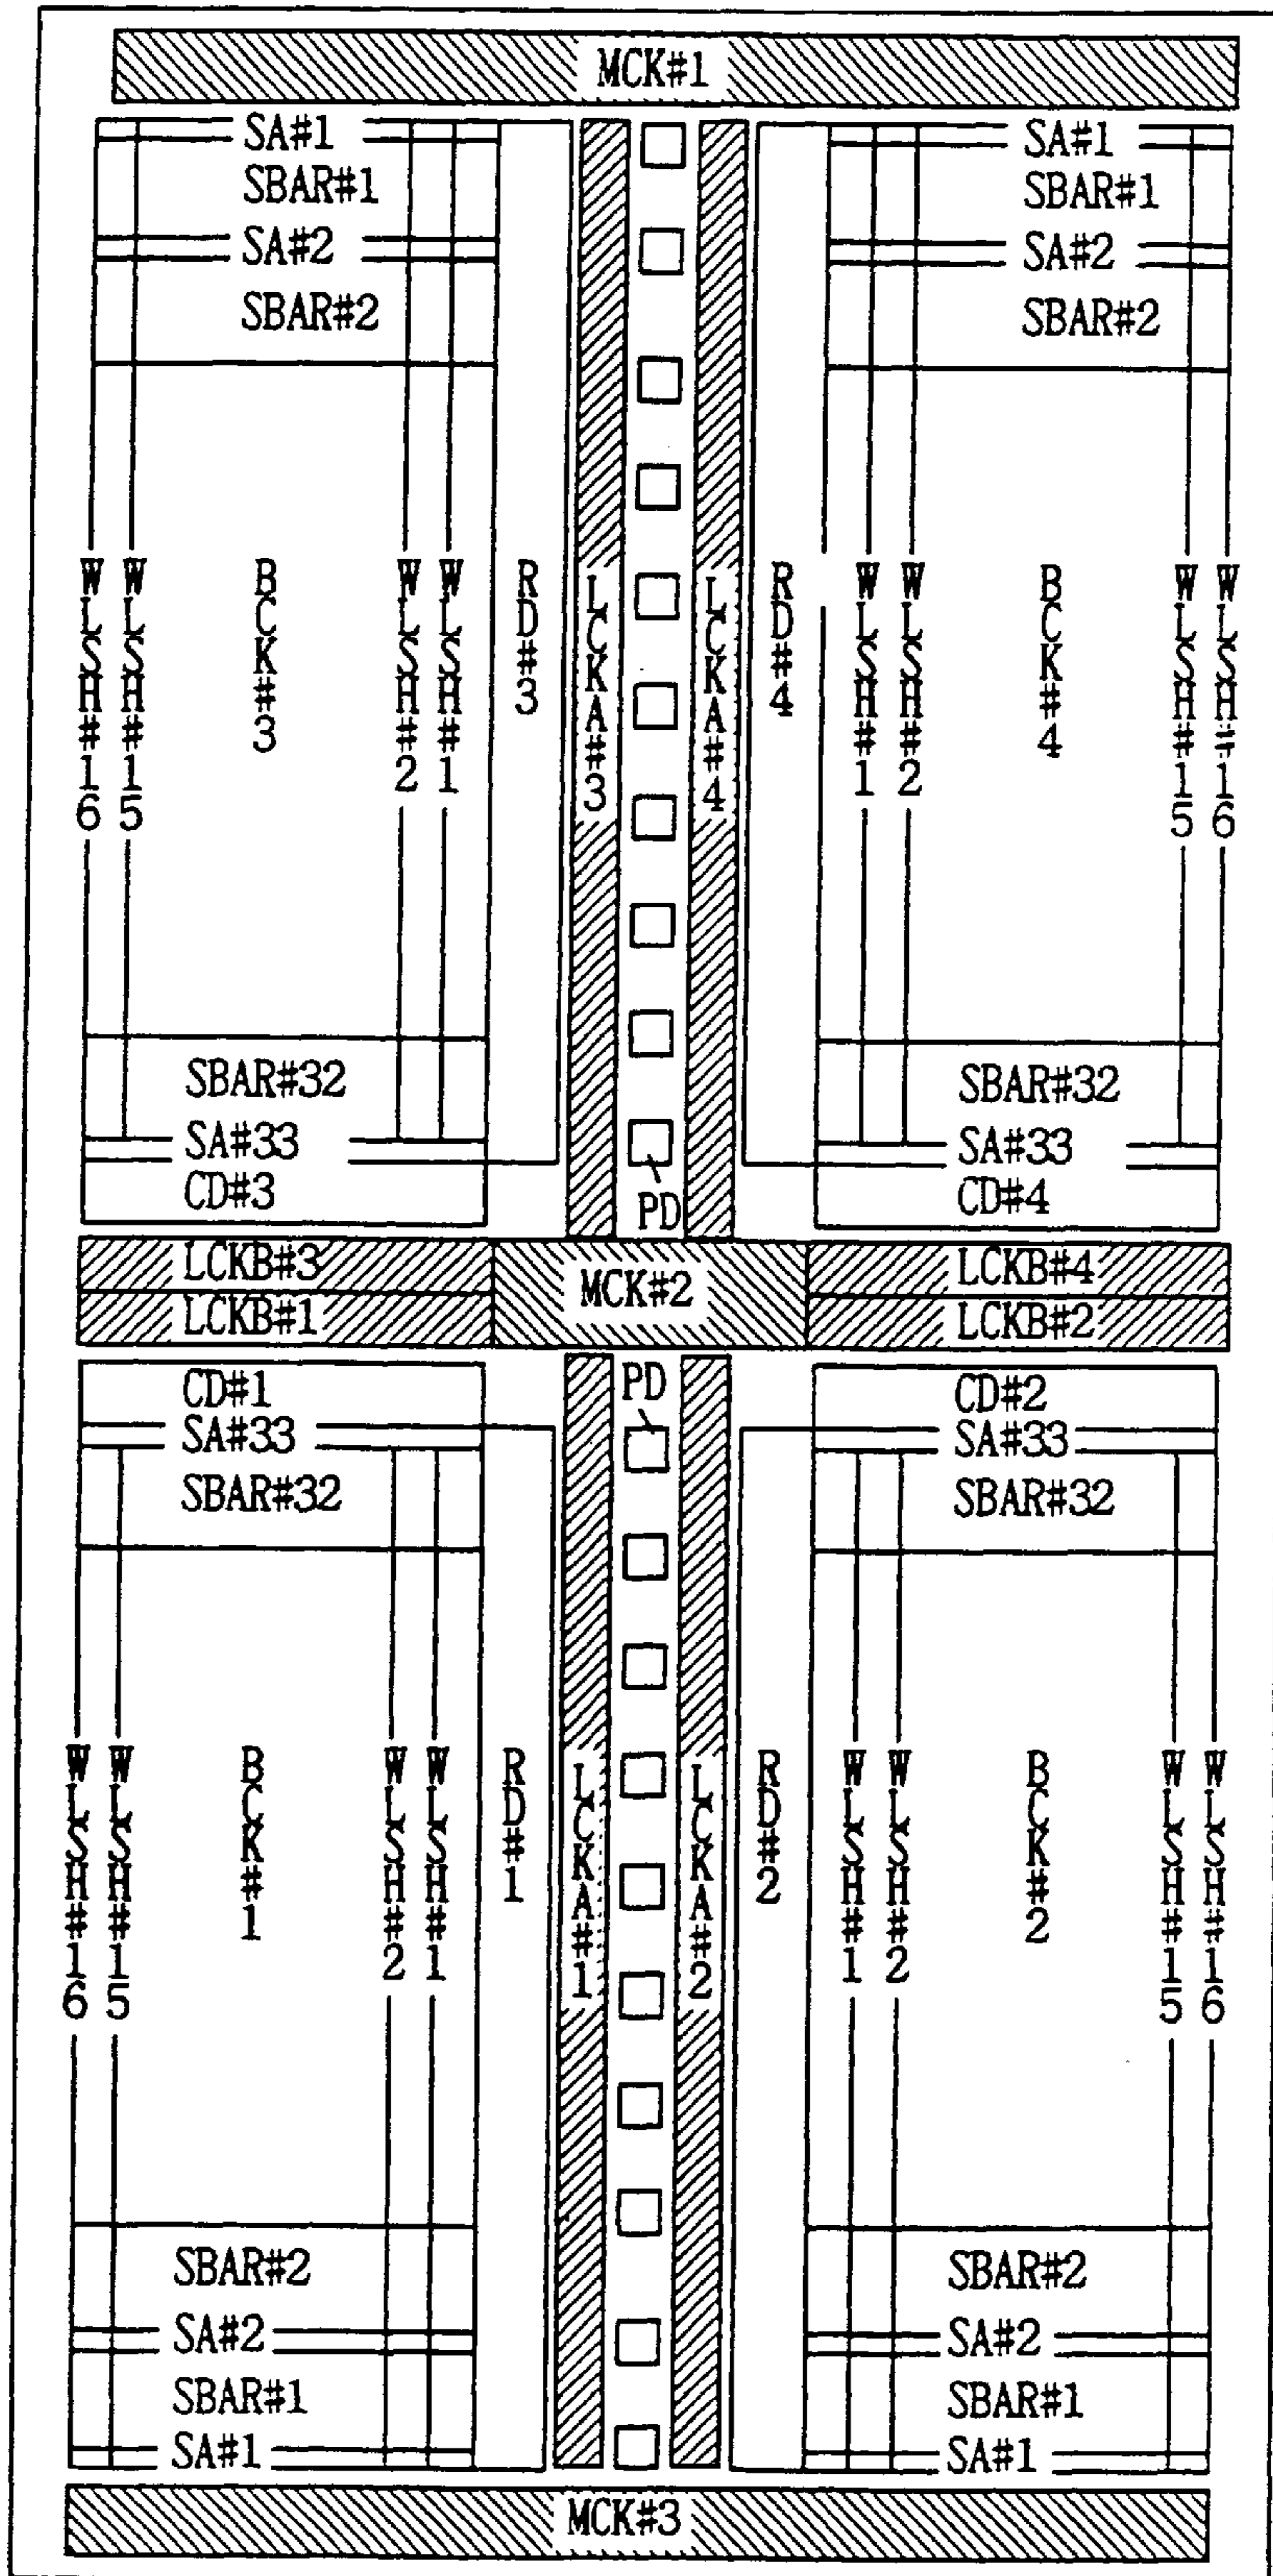 MCK#1
SA#1
SBAR#1
SA#2
SBAR#2
SA#1
SBAR#1
SA#2
SBAR#2
WLSH#16
WLSH#15
BCK#3
WLSH#2
WLSH#1
RD#3
LCKA#3
LCKA#4
RD#4
WLSH#1
WLSH#2
BCK#4
WLSH#15
WLSH#16
SBAR#32
SA#33
CD#3
PD
SBAR#32
SA#33
CD#4
LCKB#3
LCKB#1
MCK#2
LCKB#4
LCKB#2
CD#1
SA#33
SBAR#32
PD
CD#2
SA#33
SBAR#32
WLSH#16
WLSH#15
BCK#1
WLSH#2
WLSH#1
RD#1
LCKA#1
LCKA#2
RD#2
WLSH#1
WLSH#2
BCK#2
WLSH#15
WLSH#16
SBAR#2
SA#2
SBAR#1
SA#1
SBAR#2
SA#2
SBAR#1
SA#1
MCK#3